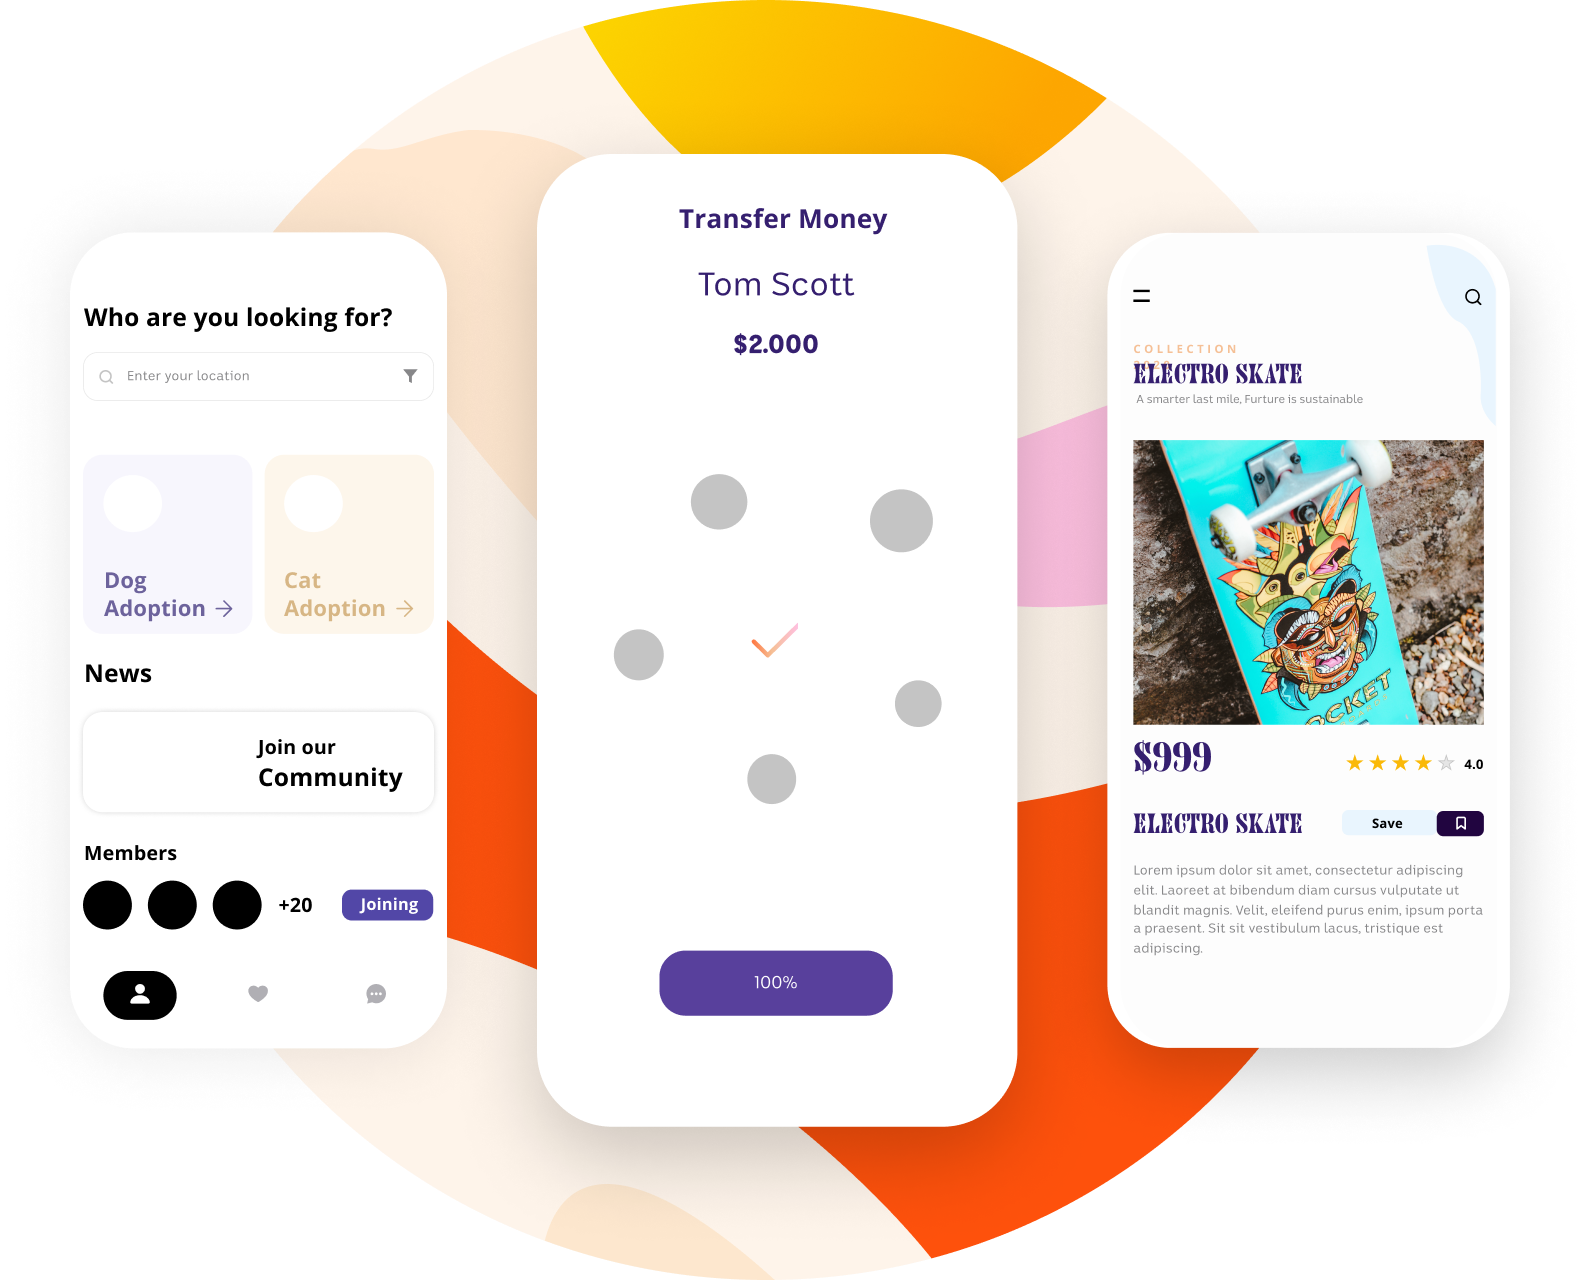 Who are you looking for?
Enter your location
Dog
Adoption
Cat
Adoption
News
Join our
Community
Members
+20
Joining
Transfer Money
Tom Scott
$2.000
100%
COLLECTION
ELECTRO SKATE
A smarter last mile, Furture is sustainable
OCKET
$999
4.0
ELECTRO SKATE
Save
Lorem ipsum dolor sit amet, consectetur adipiscing
elit. Laoreet at bibendum diam cursus vulputate ut
blandit magnis. Velit, eleifend purus enim, ipsum porta
a praesent. Sit sit vestibulum lacus, tristique est
adipiscing.